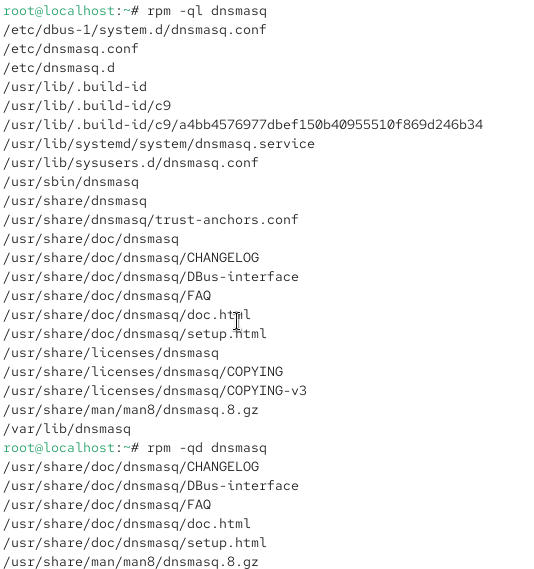 root@localhost:~# rpm -ql dnsmasq
/etc/dbus-1/system.d/dnsmasq.conf
/etc/dnsmasq.conf
/etc/dnsmasq.d
/usr/lib/.build-id
/usr/lib/.build-id/c9
/usr/lib/.build-id/c9/a4bb4576977dbef150b40955510f869d246b34
/usr/lib/systemd/system/dnsmasq.service
/usr/lib/sysusers.d/dnsmasq.conf
/usr/sbin/dnsmasq
/usr/share/dnsmasq
/usr/share/dnsmasq/trust-anchors.conf
/usr/share/doc/dnsmasq
/usr/share/doc/dnsmasq/CHANGELOG
/usr/share/doc/dnsmasq/DBus-interface
/usr/share/doc/dnsmasq/FAQ
/usr/share/doc/dnsmasq/doc.html
/usr/share/doc/dnsmasq/setup.html
/usr/share/licenses/dnsmasq
/usr/share/licenses/dnsmasq/COPYING
/usr/share/licenses/dnsmasq/COPYING-v3
/usr/share/man/man8/dnsmasq.8.gz
/var/lib/dnsmasq
root@localhost:~# rpm -qd dnsmasq
/usr/share/doc/dnsmasq/CHANGELOG
/usr/share/doc/dnsmasq/DBus-interface
/usr/share/doc/dnsmasq/FAQ
/usr/share/doc/dnsmasq/doc.html
/usr/share/doc/dnsmasq/setup.html
/usr/share/man/man8/dnsmasq.8.gz